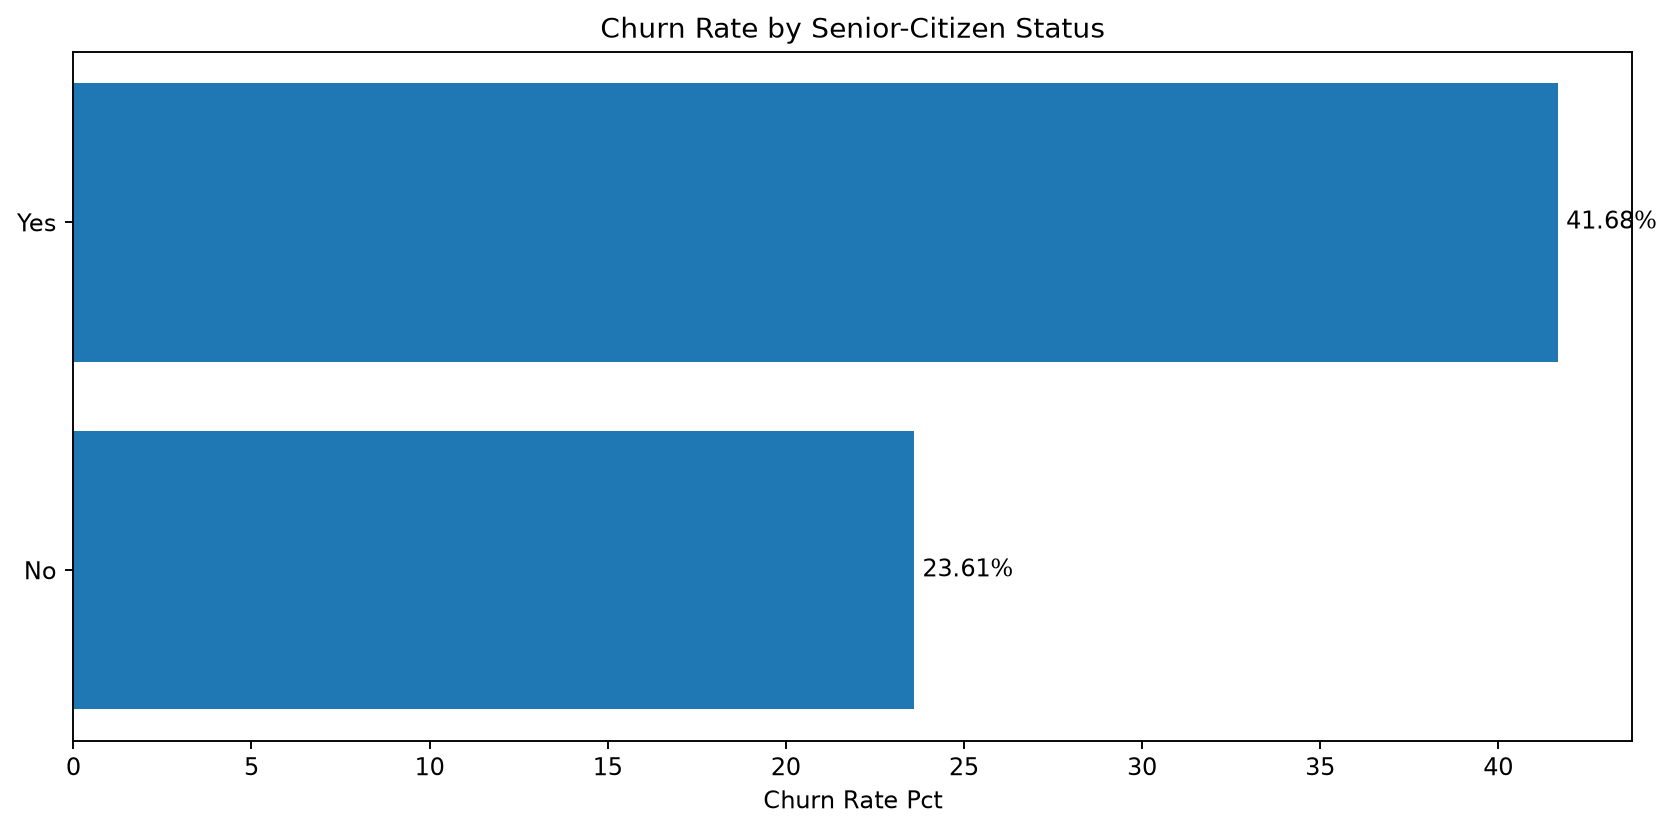 Churn Rate by Senior-Citizen Status
Yes
41.68%
No
23.61%
0 5 10 15 20 25 30 35 40
Churn Rate Pct